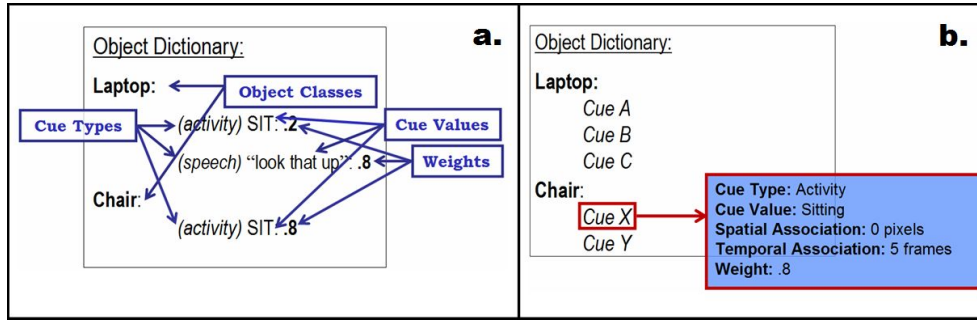 a.
Object Dictionary:
Laptop:
Object Classes
Cue Types
(activity) SIT: .2
Cue Values
(speech) “look that up”: .8
Weights
Chair:
(activity) SIT: .8
b.
Object Dictionary:
Laptop:
Cue A
Cue B
Cue C
Chair:
Cue X
Cue Y
Cue Type: Activity
Cue Value: Sitting
Spatial Association: 0 pixels
Temporal Association: 5 frames
Weight: .8